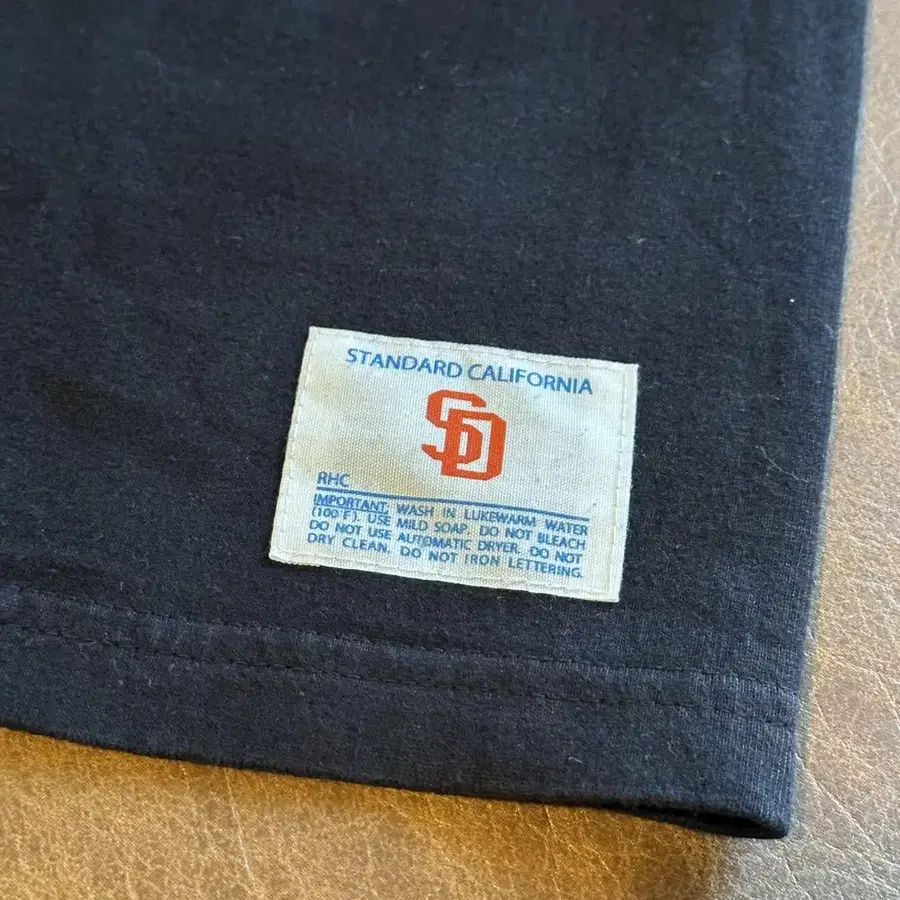 STANDARD CALIFORNIA
SD
RHC
IMPORTANT: WASH IN LUKEWARM WATER
(100°F). USE MILD SOAP. DO NOT BLEACH
DO NOT USE AUTOMATIC DRYER. DO NOT
DRY CLEAN. DO NOT IRON LETTERING.